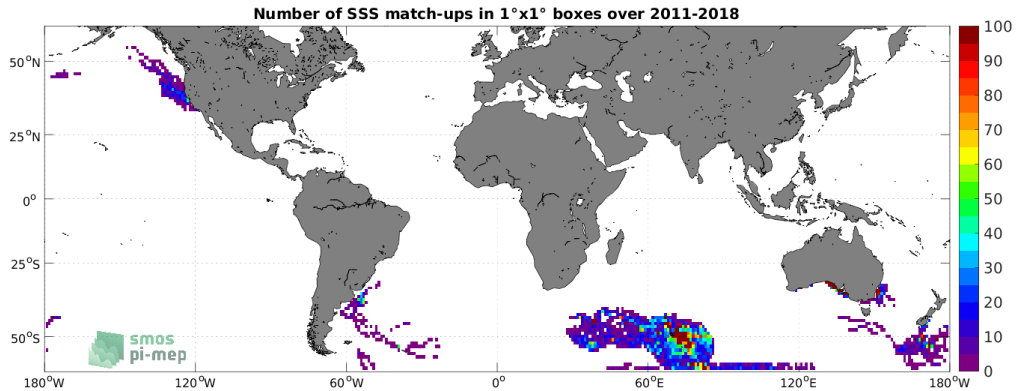 Number of SSS match-ups in 1°x1° boxes over 2011-2018
50°N
25°N
0°
25°S
50°S
180°W 120°W 60°W 0° 60°E 120°E 180°W
100
90
80
70
60
50
40
30
20
10
0
smos
pi-mep